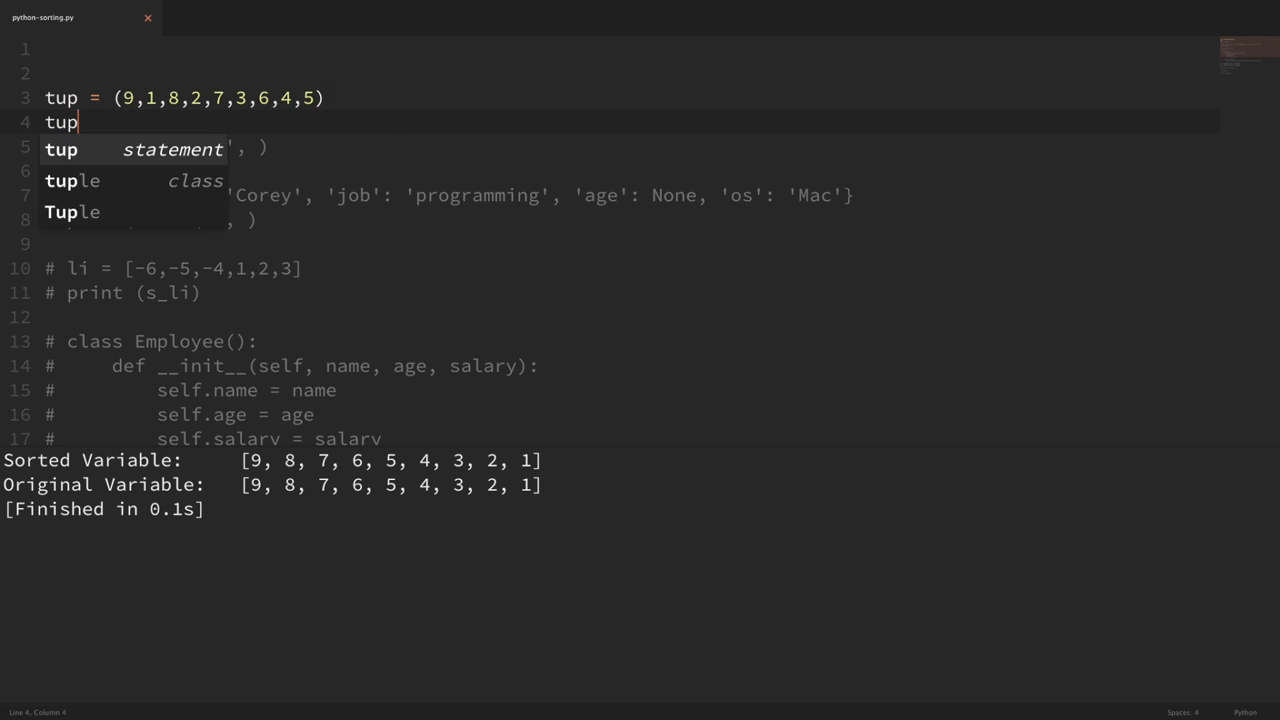 python-sorting.py ×
1
2
3 tup = (9,1,8,2,7,3,6,4,5)
4 tup
tup statement
5 ', )
tuple class
6
7 'Corey', 'job': 'programming', 'age': None, 'os': 'Mac'}
Tuple
8 , )
9
10 # li = [-6,-5,-4,1,2,3]
11 # print (s_li)
12
13 # class Employee():
14 #     def __init__(self, name, age, salary):
15 #         self.name = name
16 #         self.age = age
17 #         self.salary = salary
Sorted Variable:     [9, 8, 7, 6, 5, 4, 3, 2, 1]
Original Variable:   [9, 8, 7, 6, 5, 4, 3, 2, 1]
[Finished in 0.1s]
Line 4, Column 4 Spaces: 4 Python